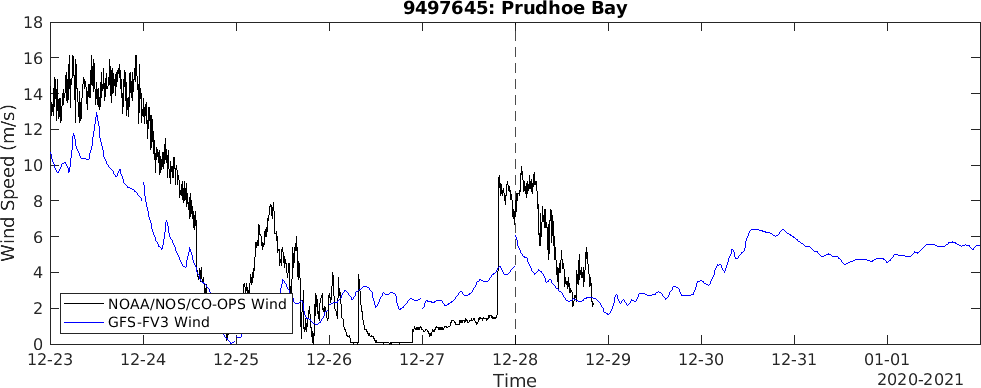 9497645: Prudhoe Bay
18
16
14
12
10
8
6
4
2
0
Wind Speed (m/s)
NOAA/NOS/CO-OPS Wind
GFS-FV3 Wind
12-23 12-24 12-25 12-26 12-27 12-28 12-29 12-30 12-31 01-01
Time
2020-2021